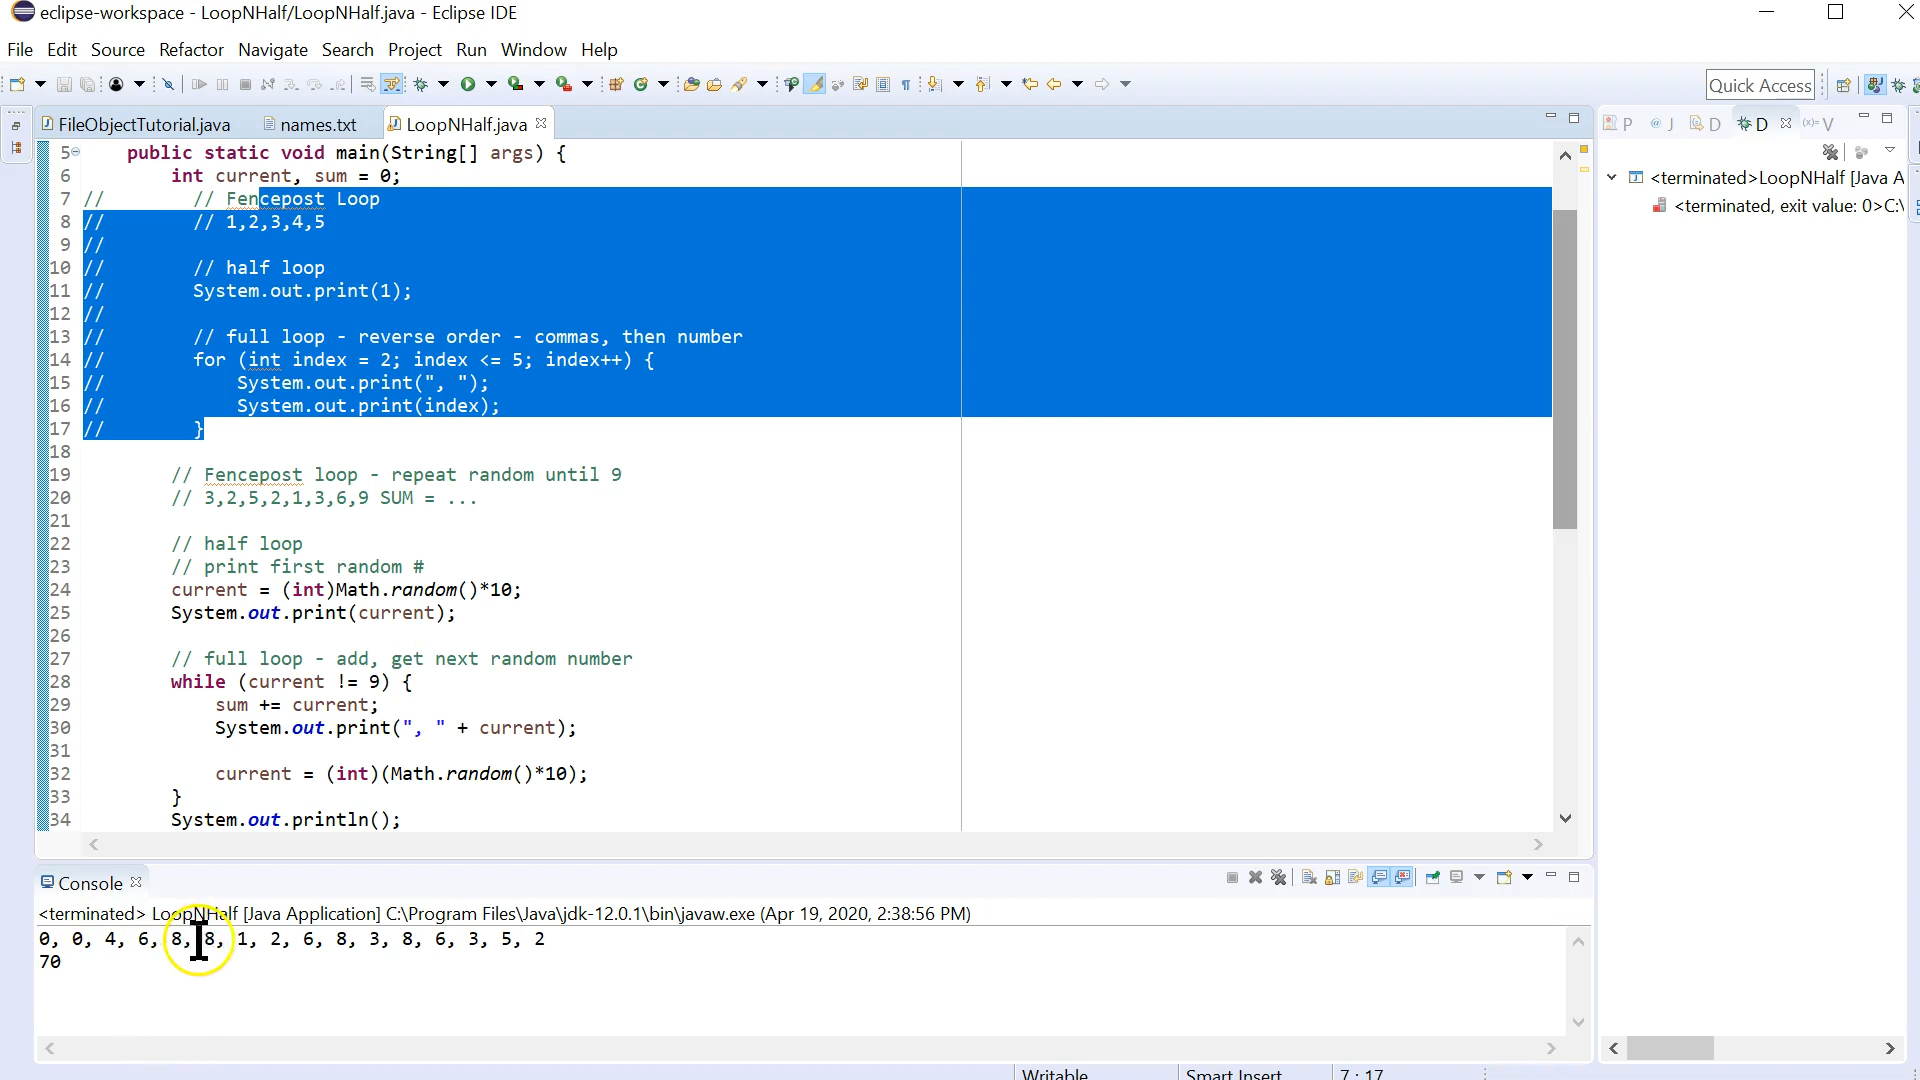 eclipse-workspace - LoopNHalf/LoopNHalf.java - Eclipse IDE
File Edit Source Refactor Navigate Search Project Run Window Help
Quick Access
FileObjectTutorial.java names.txt LoopNHalf.java
P J D D V
5 public static void main(String[] args) {
6 int current, sum = 0;
7 // // Fencepost Loop
8 // // 1,2,3,4,5
9 //
10 // // half loop
11 // System.out.print(1);
12 //
13 // // full loop - reverse order - commas, then number
14 // for (int index = 2; index <= 5; index++) {
15 // System.out.print(", ");
16 // System.out.print(index);
17 // }
18
19 // Fencepost loop - repeat random until 9
20 // 3,2,5,2,1,3,6,9 SUM = ...
21
22 // half loop
23 // print first random #
24 current = (int)Math.random()*10;
25 System.out.print(current);
26
27 // full loop - add, get next random number
28 while (current != 9) {
29 sum += current;
30 System.out.print(", " + current);
31
32 current = (int)(Math.random()*10);
33 }
34 System.out.println();
<terminated>LoopNHalf [Java A
<terminated, exit value: 0>C:\
Console
<terminated> LoopNHalf [Java Application] C:\Program Files\Java\jdk-12.0.1\bin\javaw.exe (Apr 19, 2020, 2:38:56 PM)
0, 0, 4, 6, 8, 8, 1, 2, 6, 8, 3, 8, 6, 3, 5, 2
70
Writable Smart Insert 7 : 17